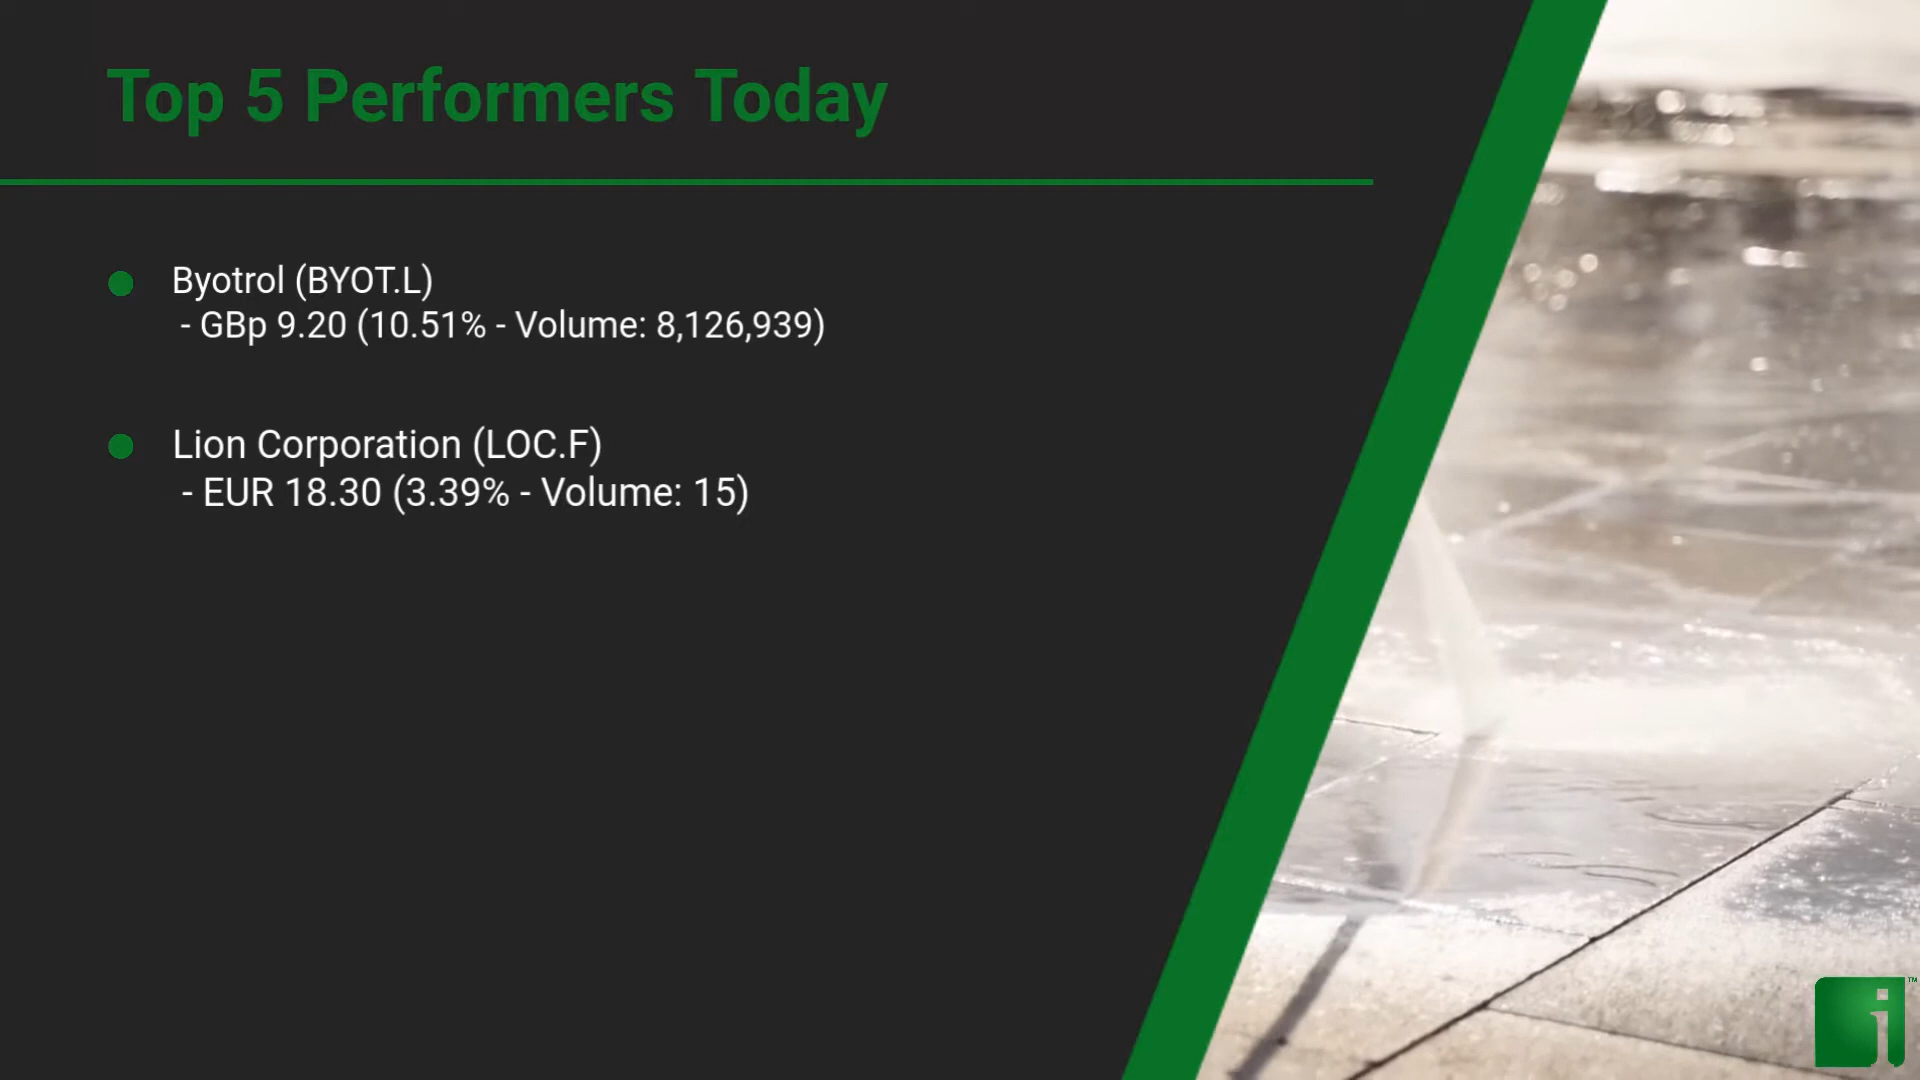 Top 5 Performers Today
Byotrol (BYOT.L)
- GBp 9.20 (10.51% - Volume: 8,126,939)
Lion Corporation (LOC.F)
- EUR 18.30 (3.39% - Volume: 15)
i
TM